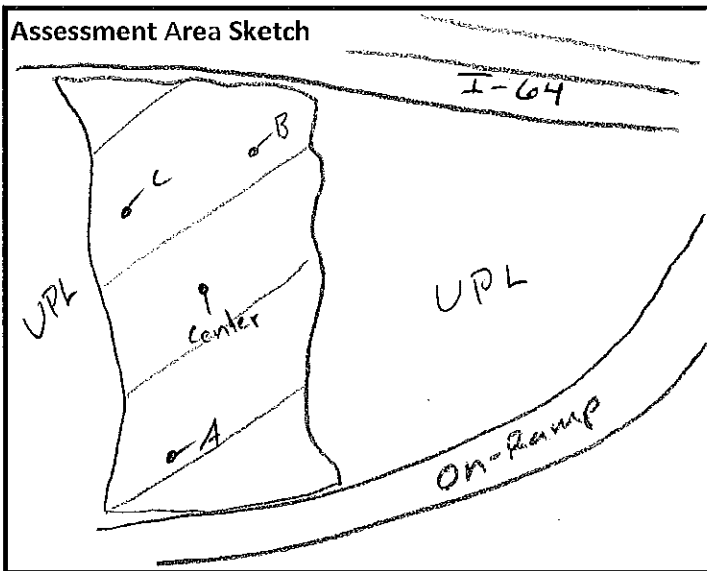 Assessment Area Sketch
I-64
B
C
UPL
center
UPL
A
On-Ramp